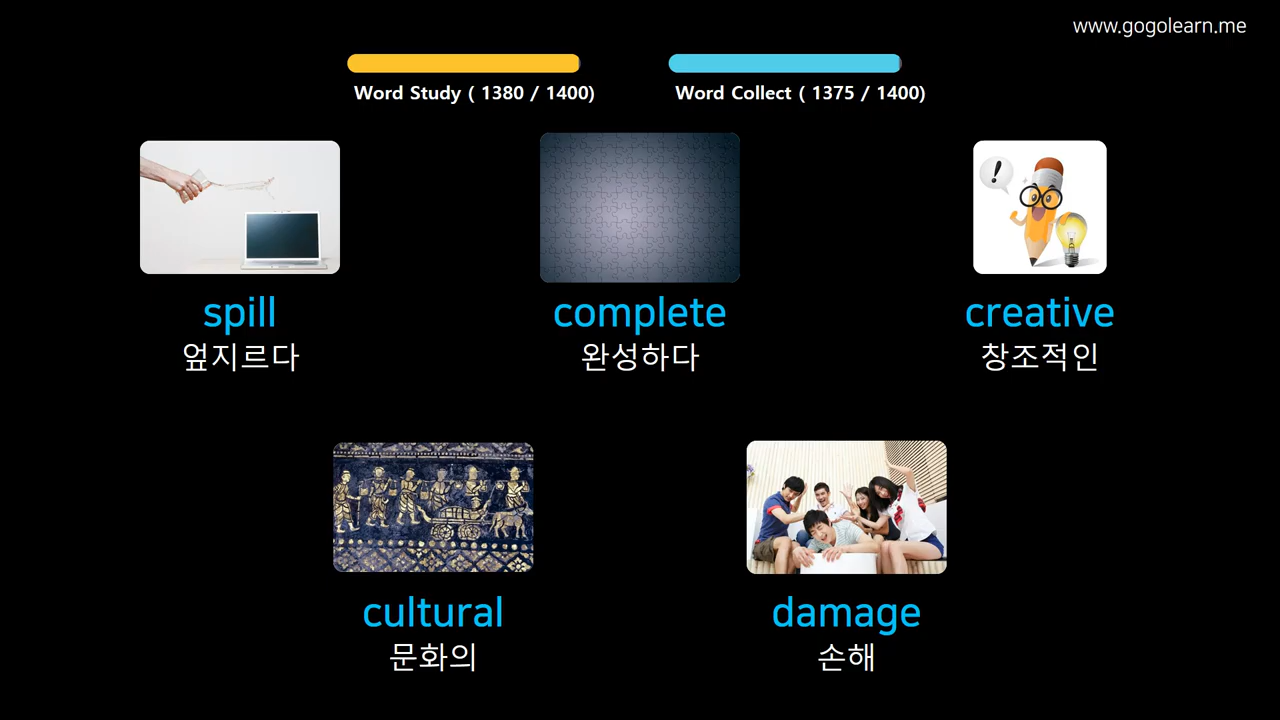 www.gogolearn.me
Word Study ( 1380 / 1400)
Word Collect ( 1375 / 1400)
spill
엎지르다
complete
완성하다
creative
창조적인
!
cultural
문화의
damage
손해